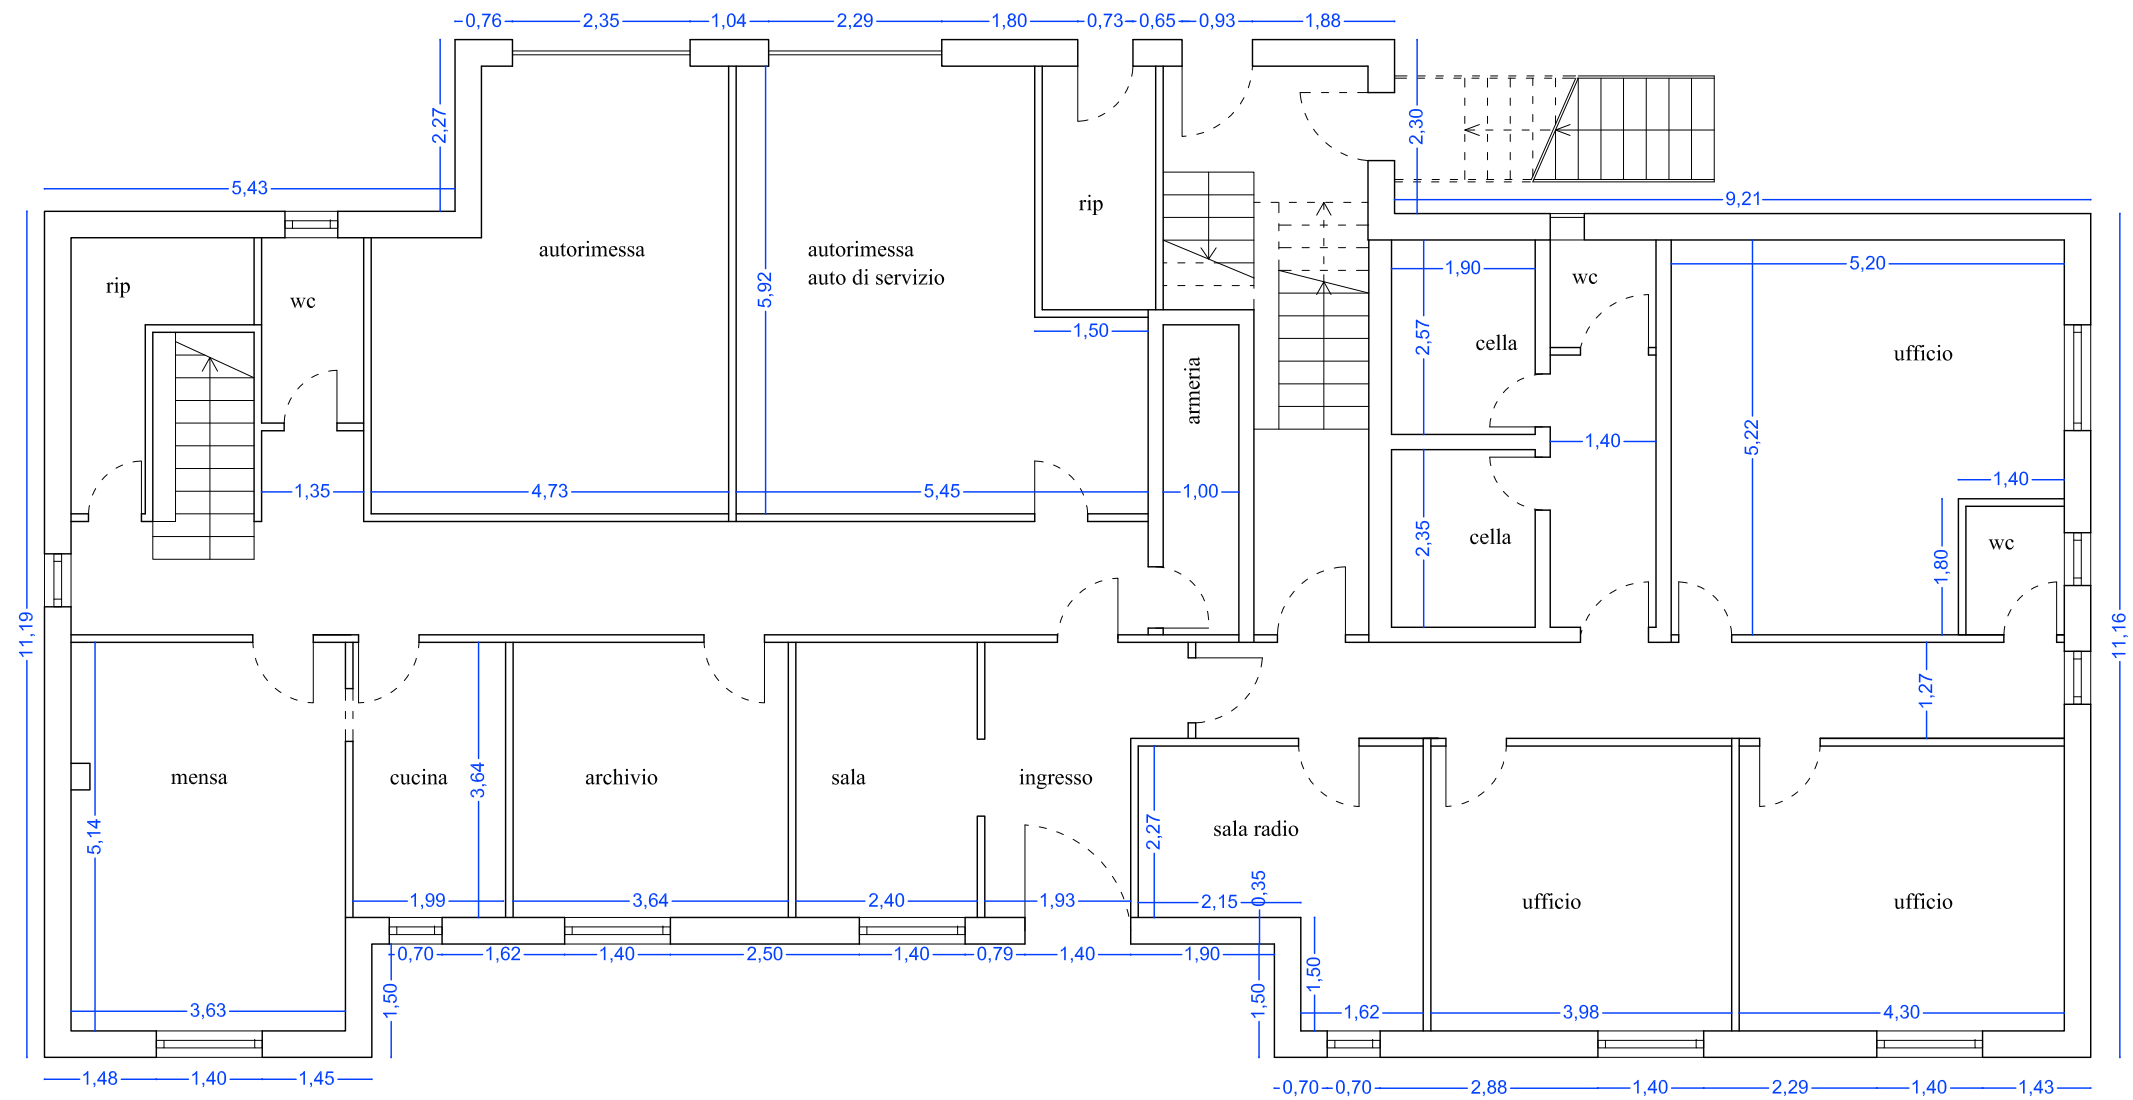 0,76 2,35 1,04 2,29 1,80 0,73 0,65 0,93 1,88
2,27
2,30
5,43
9,21
rip
autorimessa
autorimessa
auto di servizio
rip
wc
wc
1,90
5,20
5,92
1,50
2,57
cella
ufficio
armeria
1,40
5,22
1,35
4,73
5,45
1,00
1,40
2,35
cella
wc
1,80
11,19
11,16
1,27
mensa
cucina
3,64
archivio
sala
ingresso
5,14
2,27
sala radio
1,99
3,64
2,40
1,93
2,15
0,35
ufficio
ufficio
0,70 1,62 1,40 2,50 1,40 0,79 1,40 1,90
1,50
1,50
1,50
3,63
1,62
3,98
4,30
1,48 1,40 1,45
0,70 0,70 2,88 1,40 2,29 1,40 1,43